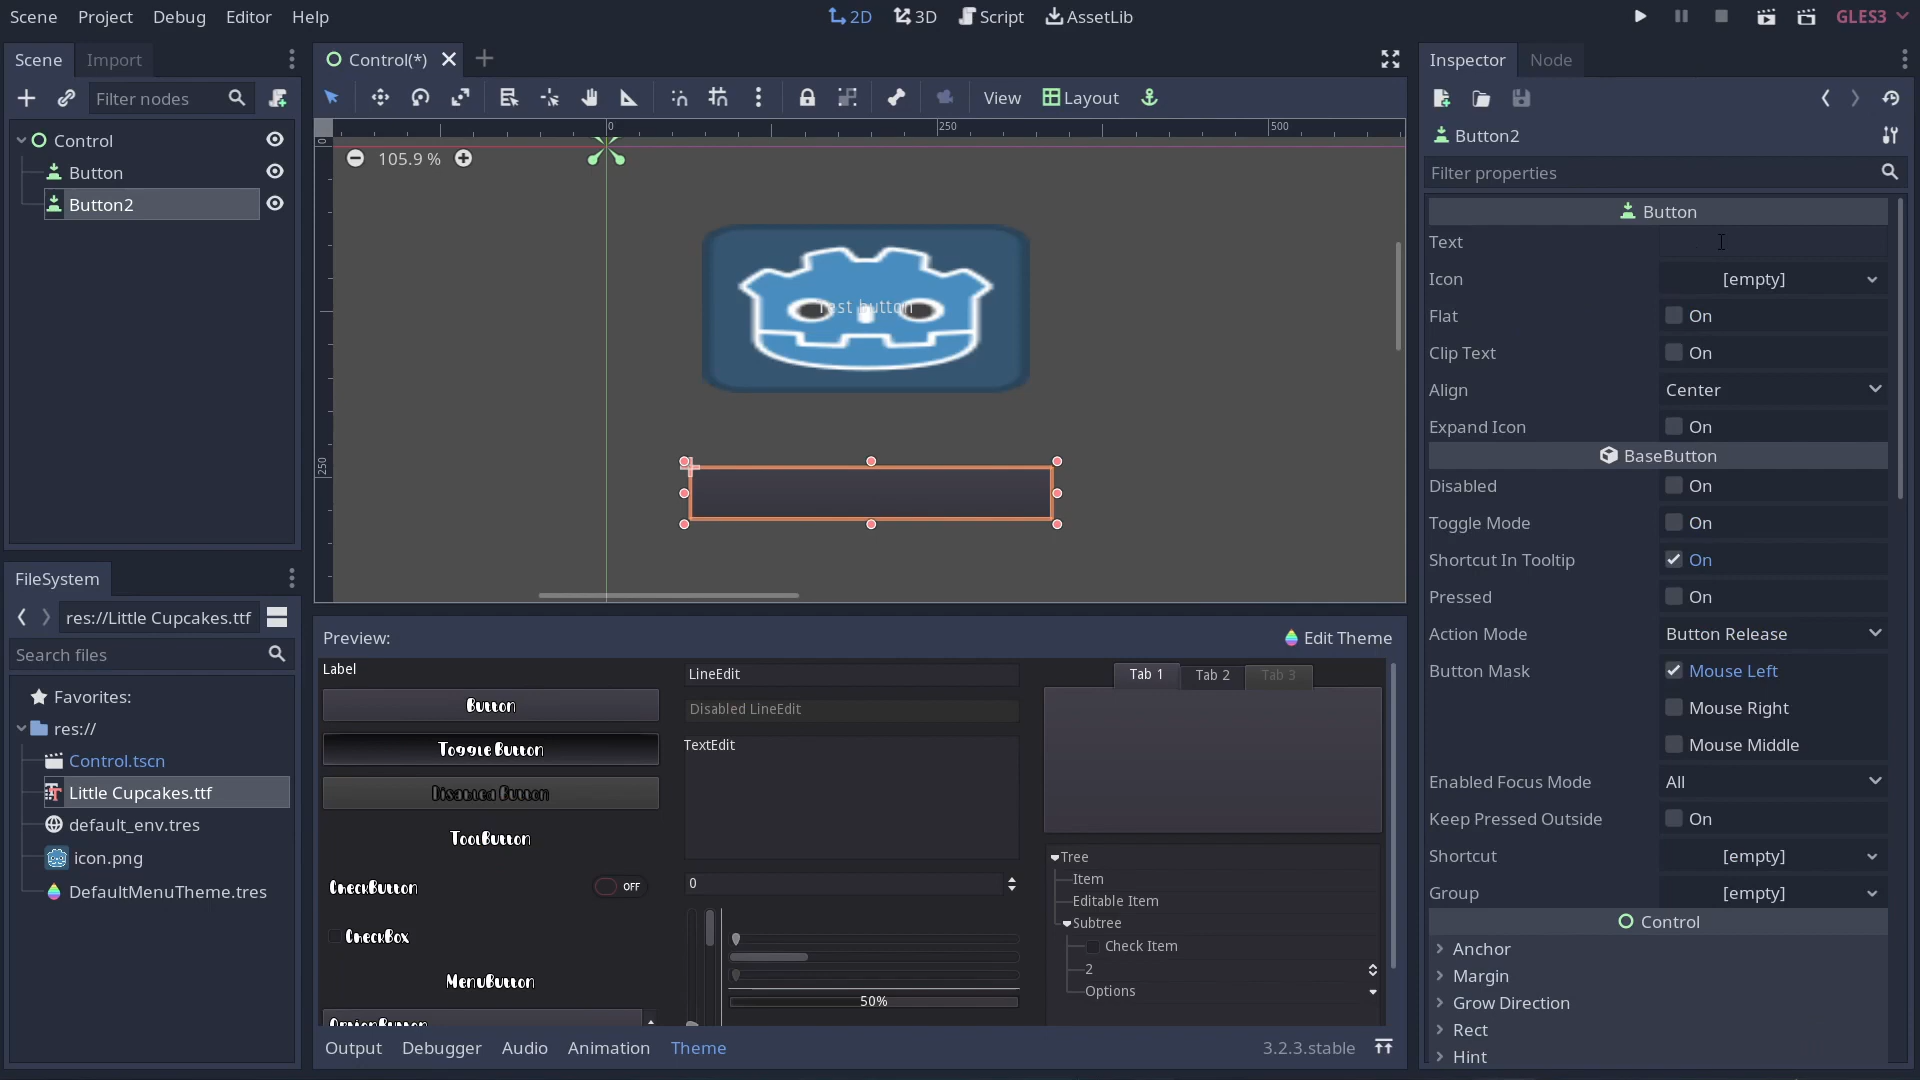 Scene Project Debug Editor Help
2D 3D Script AssetLib
GLES3
Scene Import
Filter nodes
Control
Button
Button2
FileSystem
res://Little Cupcakes.ttf
Search files
Favorites:
res://
Control.tscn
Little Cupcakes.ttf
default_env.tres
icon.png
DefaultMenuTheme.tres
Control(*)
View Layout
0 250 500
0
250
105.9 %
Test button
Preview:
Edit Theme
Label
Button
Toggle Button
Disabled Button
ToolButton
CheckButton
OFF
CheckBox
MenuButton
OptionButton
LineEdit
Disabled LineEdit
TextEdit
0
50%
Tab 1 Tab 2 Tab 3
Tree
Item
Editable Item
Subtree
Check Item
2
Options
Output Debugger Audio Animation Theme
3.2.3.stable
Inspector Node
Button2
Filter properties
Button
Text
Icon [empty]
Flat On
Clip Text On
Align Center
Expand Icon On
BaseButton
Disabled On
Toggle Mode On
Shortcut In Tooltip On
Pressed On
Action Mode Button Release
Button Mask Mouse Left
Mouse Right
Mouse Middle
Enabled Focus Mode All
Keep Pressed Outside On
Shortcut [empty]
Group [empty]
Control
Anchor
Margin
Grow Direction
Rect
Hint